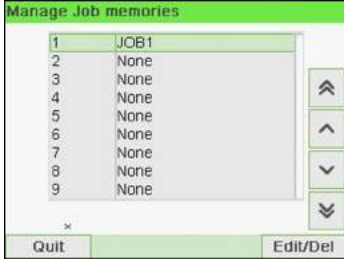 Manage Job memories
1 JOB1
2 None
3 None
4 None
5 None
6 None
7 None
8 None
9 None
Quit Edit/Del